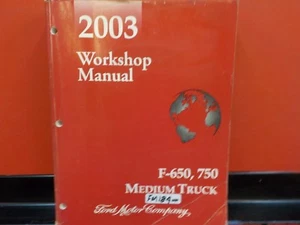 2003
Workshop
Manual
F-650, 750
MEDIUM TRUCK
Ford Motor Company